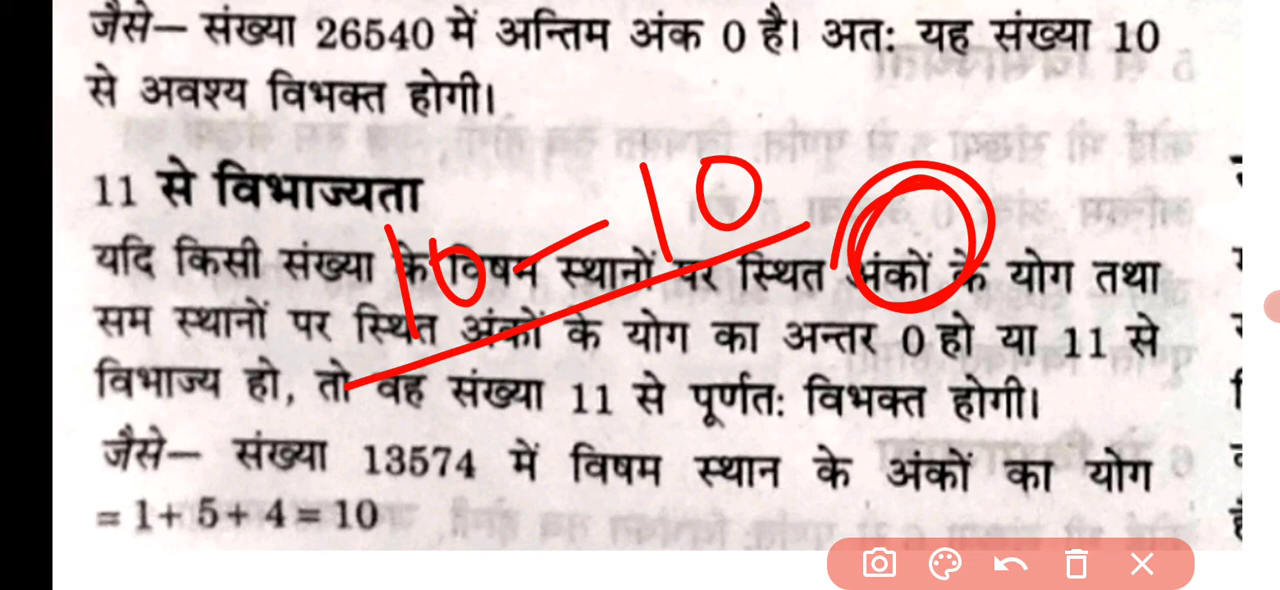 जैसे– संख्या 26540 में अन्तिम अंक 0 है। अतः यह संख्या 10
से अवश्य विभक्त होगी।
11 से विभाज्यता
10 – 10 0
यदि किसी संख्या के विषम स्थानों पर स्थित अंकों के योग तथा
सम स्थानों पर स्थित अंकों के योग का अन्तर 0 हो या 11 से
विभाज्य हो, तो वह संख्या 11 से पूर्णतः विभक्त होगी।
जैसे– संख्या 13574 में विषम स्थान के अंकों का योग
= 1+ 5+ 4 = 10